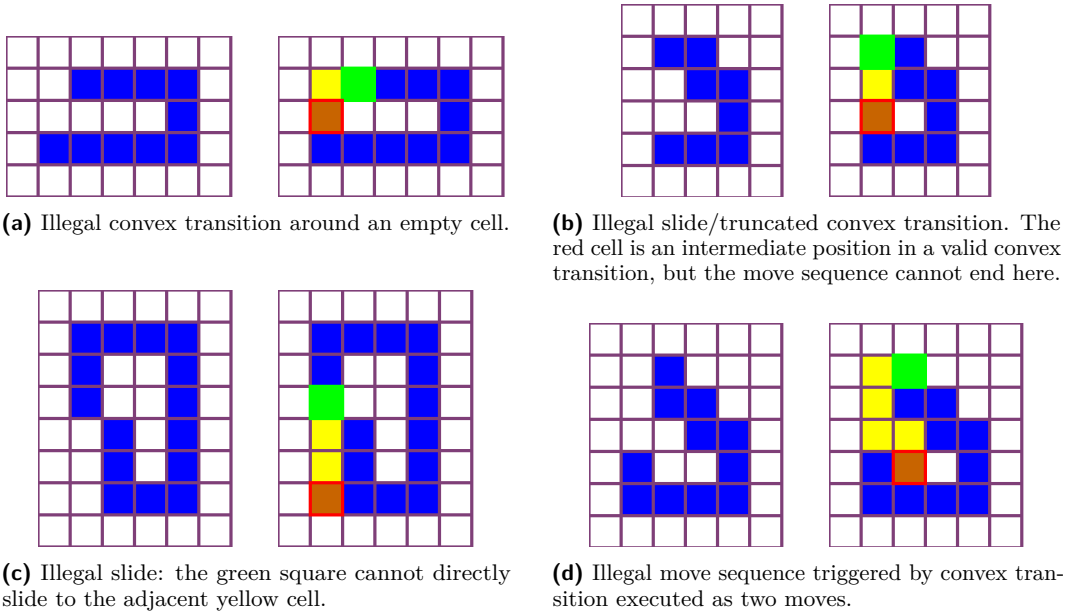 (a) Illegal convex transition around an empty cell.
(b) Illegal slide/truncated convex transition. The
red cell is an intermediate position in a valid convex
transition, but the move sequence cannot end here.
(c) Illegal slide: the green square cannot directly
slide to the adjacent yellow cell.
(d) Illegal move sequence triggered by convex tran-
sition executed as two moves.